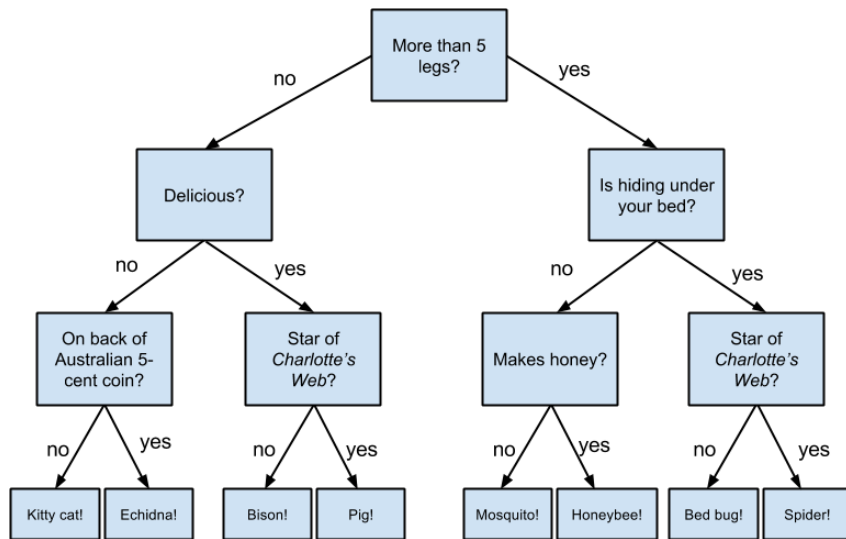 More than 5
legs?
no
yes
Delicious?
Is hiding under
your bed?
no
yes
no
yes
On back of
Australian 5-
cent coin?
Star of
Charlotte's
Web?
Makes honey?
Star of
Charlotte's
Web?
no
yes
no
yes
no
yes
no
yes
Kitty cat!
Echidna!
Bison!
Pig!
Mosquito!
Honeybee!
Bed bug!
Spider!